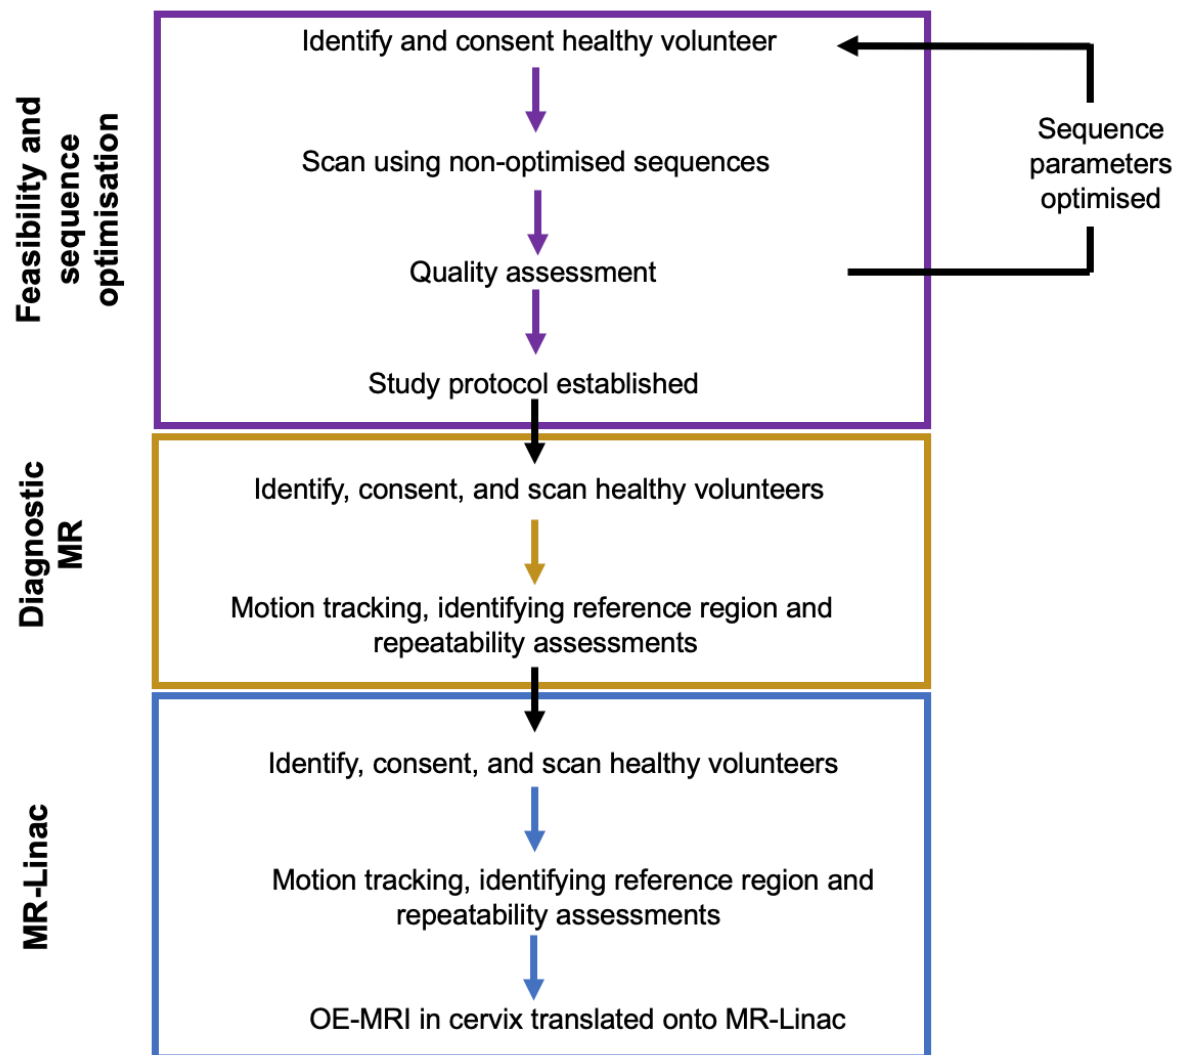 Feasibility and
sequence
optimisation
Identify and consent healthy volunteer
Scan using non-optimised sequences
Quality assessment
Study protocol established
Sequence
parameters
optimised
Diagnostic
MR
Identify, consent, and scan healthy volunteers
Motion tracking, identifying reference region and
repeatability assessments
MR-Linac
Identify, consent, and scan healthy volunteers
Motion tracking, identifying reference region and
repeatability assessments
OE-MRI in cervix translated onto MR-Linac